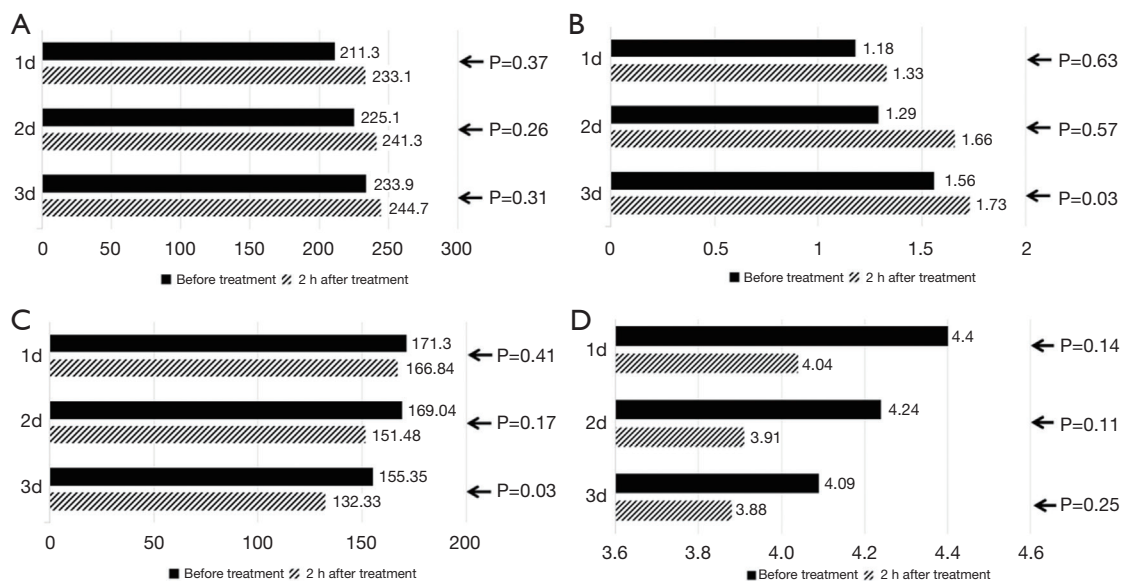 A
1d
211.3
233.1
P=0.37
2d
225.1
241.3
P=0.26
3d
233.9
244.7
P=0.31
0 50 100 150 200 250 300
Before treatment 2 h after treatment
B
1d
1.18
1.33
P=0.63
2d
1.29
1.66
P=0.57
3d
1.56
1.73
P=0.03
0 0.5 1 1.5 2
Before treatment 2 h after treatment
C
1d
171.3
166.84
P=0.41
2d
169.04
151.48
P=0.17
3d
155.35
132.33
P=0.03
0 50 100 150 200
Before treatment 2 h after treatment
D
1d
4.4
4.04
P=0.14
2d
4.24
3.91
P=0.11
3d
4.09
3.88
P=0.25
3.6 3.8 4.0 4.2 4.4 4.6
Before treatment 2 h after treatment